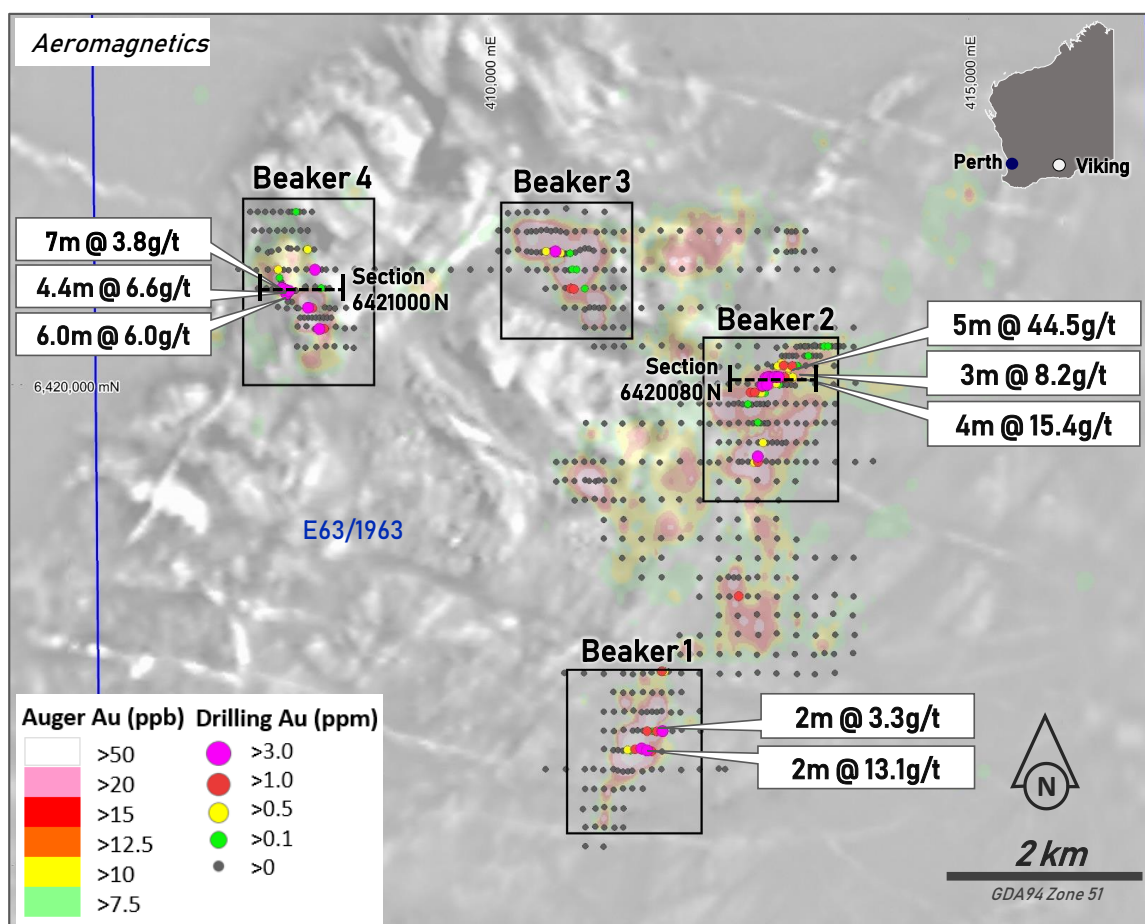 Aeromagnetics
410,000 mE
415,000 mE
Perth
Viking
Beaker 4
Beaker 3
7m @ 3.8g/t
4.4m @ 6.6g/t
6.0m @ 6.0g/t
Section
6421000 N
Beaker 2
5m @ 44.5g/t
3m @ 8.2g/t
4m @ 15.4g/t
Section
6420080 N
6,420,000 mN
E63/1963
Beaker 1
2m @ 3.3g/t
2m @ 13.1g/t
Auger Au (ppb)
>50
>20
>15
>12.5
>10
>7.5
Drilling Au (ppm)
>3.0
>1.0
>0.5
>0.1
>0
N
2 km
GDA94 Zone 51